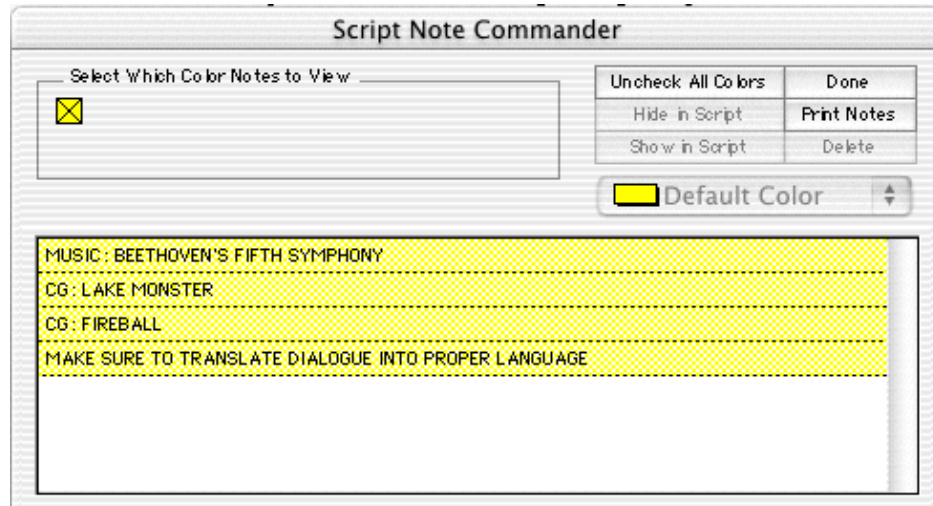 Script Note Commander
Select Which Color Notes to View
Uncheck All Colors
Done
Hide in Script
Print Notes
Show in Script
Delete
Default Color
MUSIC: BEETHOVEN'S FIFTH SYMPHONY
CG: LAKE MONSTER
CG: FIREBALL
MAKE SURE TO TRANSLATE DIALOGUE INTO PROPER LANGUAGE